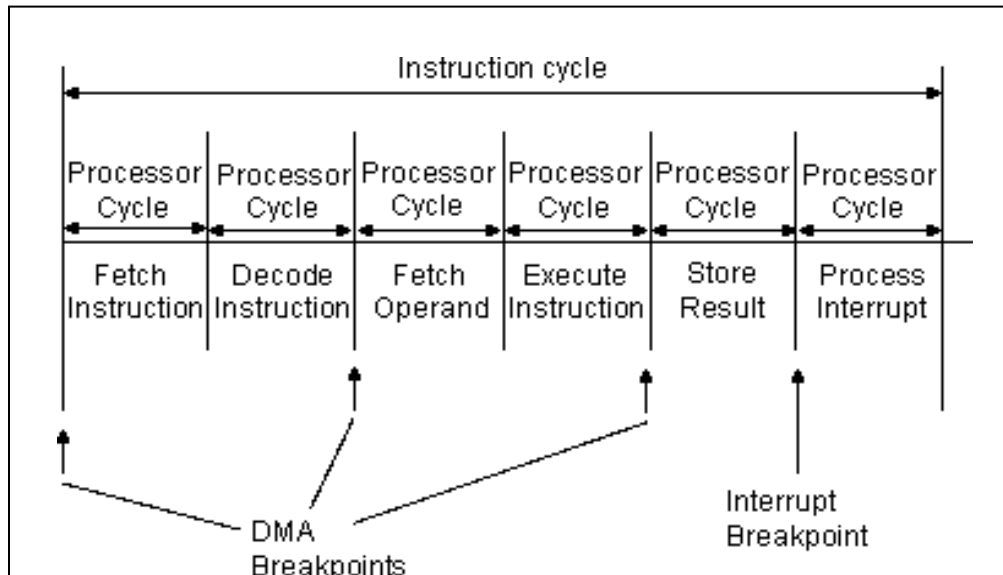 Instruction cycle
Processor Processor Processor Processor Processor Processor
Cycle Cycle Cycle Cycle Cycle Cycle
Fetch Decode Fetch Execute Store Process
Instruction Instruction Operand Instruction Result Interrupt
DMA
Breakpoints
Interrupt
Breakpoint